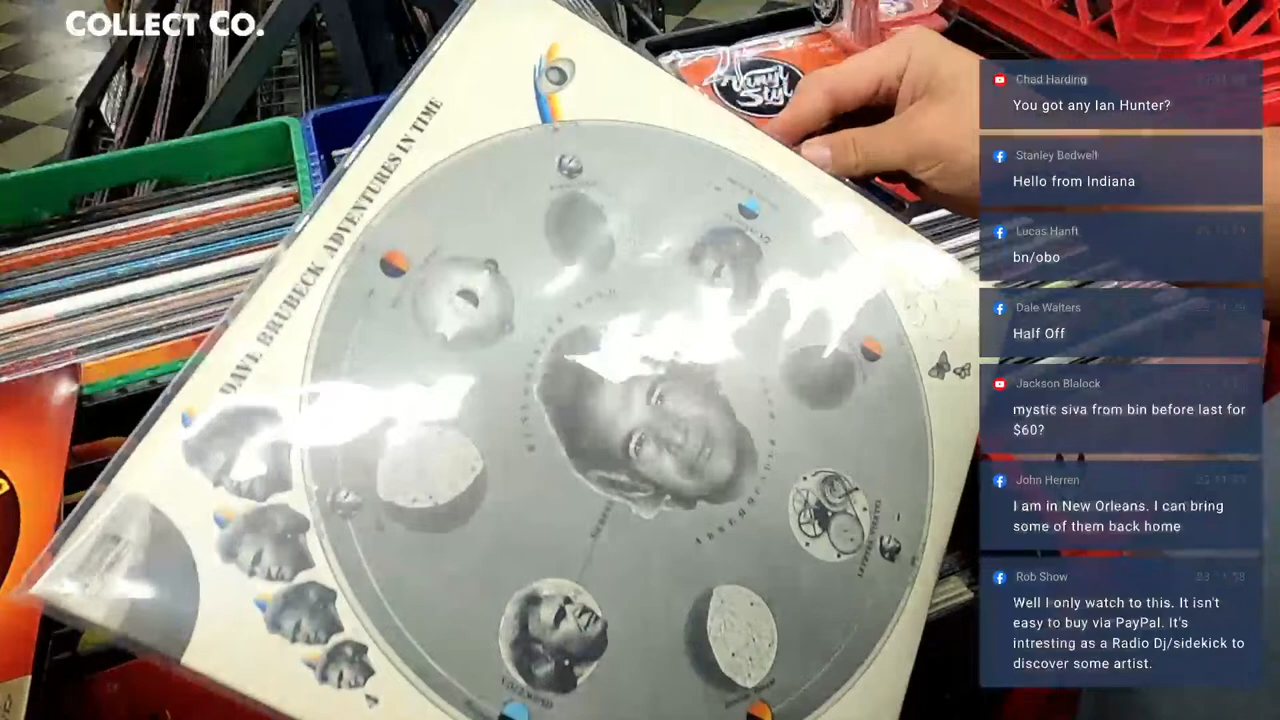 COLLECT CO.
DAVE BRUBECK ADVENTURES IN TIME
Vinyl
Styl
Chad Harding
You got any Ian Hunter?
Stanley Bedwell
Hello from Indiana
Lucas Hanft
bn/obo
Dale Walters
Half Off
Jackson Blalock
mystic siva from bin before last for
$60?
John Herren
I am in New Orleans. I can bring
some of them back home
Rob Show
Well I only watch to this. It isn't
easy to buy via PayPal. It's
intresting as a Radio Dj/sidekick to
discover some artist.